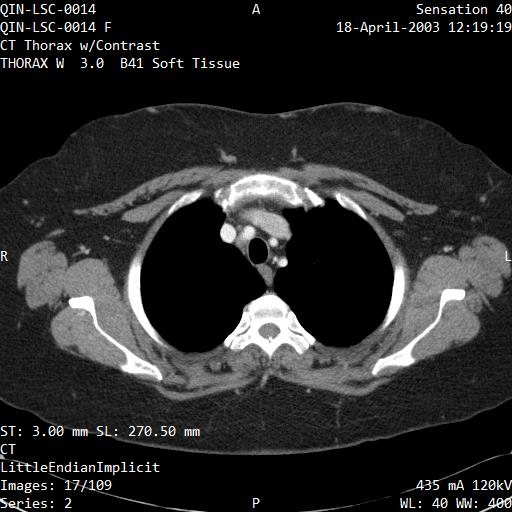 QIN-LSC-0014
A
Sensation 40
QIN-LSC-0014 F
18-April-2003 12:19:19
CT Thorax w/Contrast
THORAX W 3.0 B41 Soft Tissue
R
L
ST: 3.00 mm SL: 270.50 mm
CT
LittleEndianImplicit
Images: 17/109
435 mA 120kV
Series: 2
P
WL: 40 WW: 400